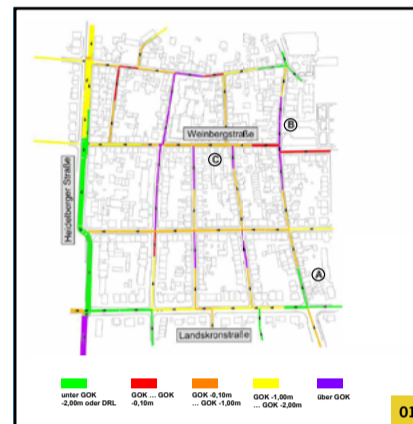 B
Weinbergstraße
C
Heidelberger Straße
A
Landskronstraße
unter GOK
-2,00m oder DRL
GOK ... GOK
-0,10m
GOK -0,10m
... GOK -1,00m
GOK -1,00m
... GOK -2,00m
über GOK
01